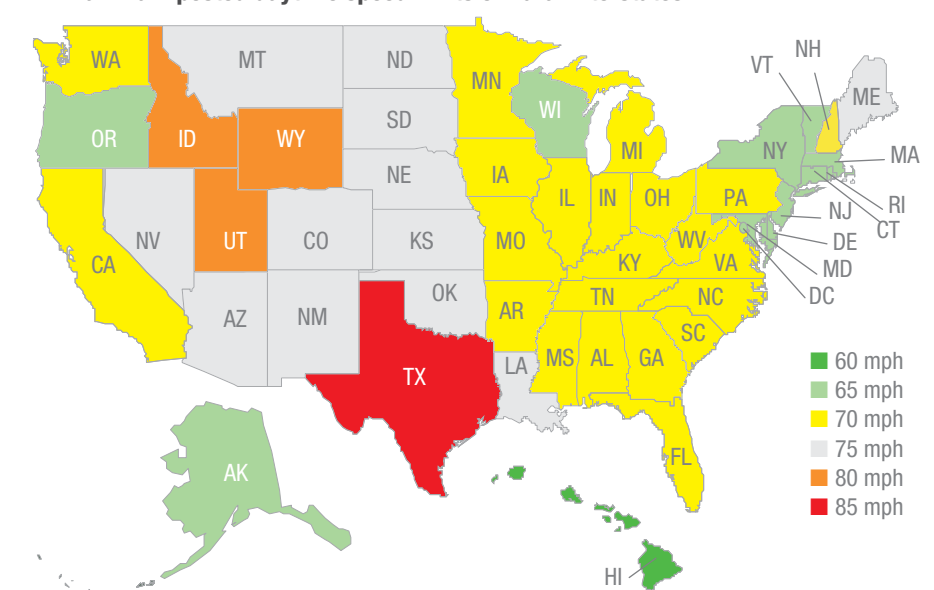 WA
MT
ND
MN
VT
NH
ME
OR
ID
WY
SD
WI
MI
NY
MA
NE
IA
IL
IN
OH
PA
NJ
RI
CT
NV
UT
CO
KS
MO
KY
WV
VA
DE
MD
DC
CA
AZ
NM
OK
AR
TN
NC
SC
TX
LA
MS
AL
GA
FL
AK
HI
60 mph
65 mph
70 mph
75 mph
80 mph
85 mph